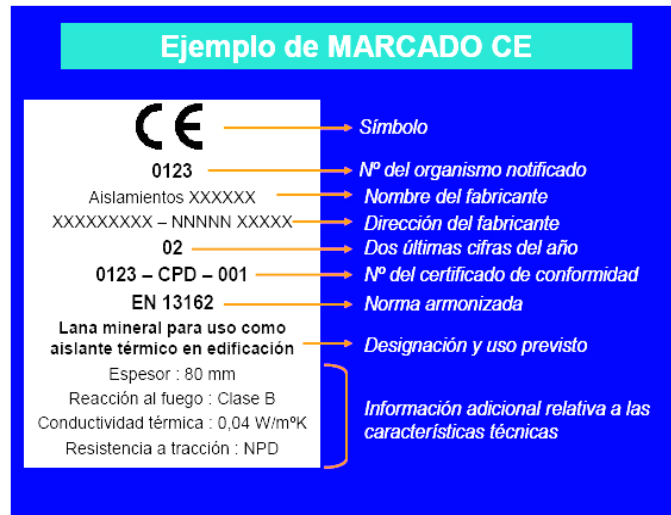 Ejemplo de MARCADO CE
CE
Símbolo
0123
Nº del organismo notificado
Aislamientos XXXXXX
Nombre del fabricante
XXXXXXXXX – NNNNN XXXXX
Dirección del fabricante
02
Dos últimas cifras del año
0123 – CPD – 001
Nº del certificado de conformidad
EN 13162
Norma armonizada
Lana mineral para uso como
aislante térmico en edificación
Designación y uso previsto
Espesor : 80 mm
Reacción al fuego : Clase B
Conductividad térmica : 0,04 W/mºK
Resistencia a tracción : NPD
Información adicional relativa a las
características técnicas